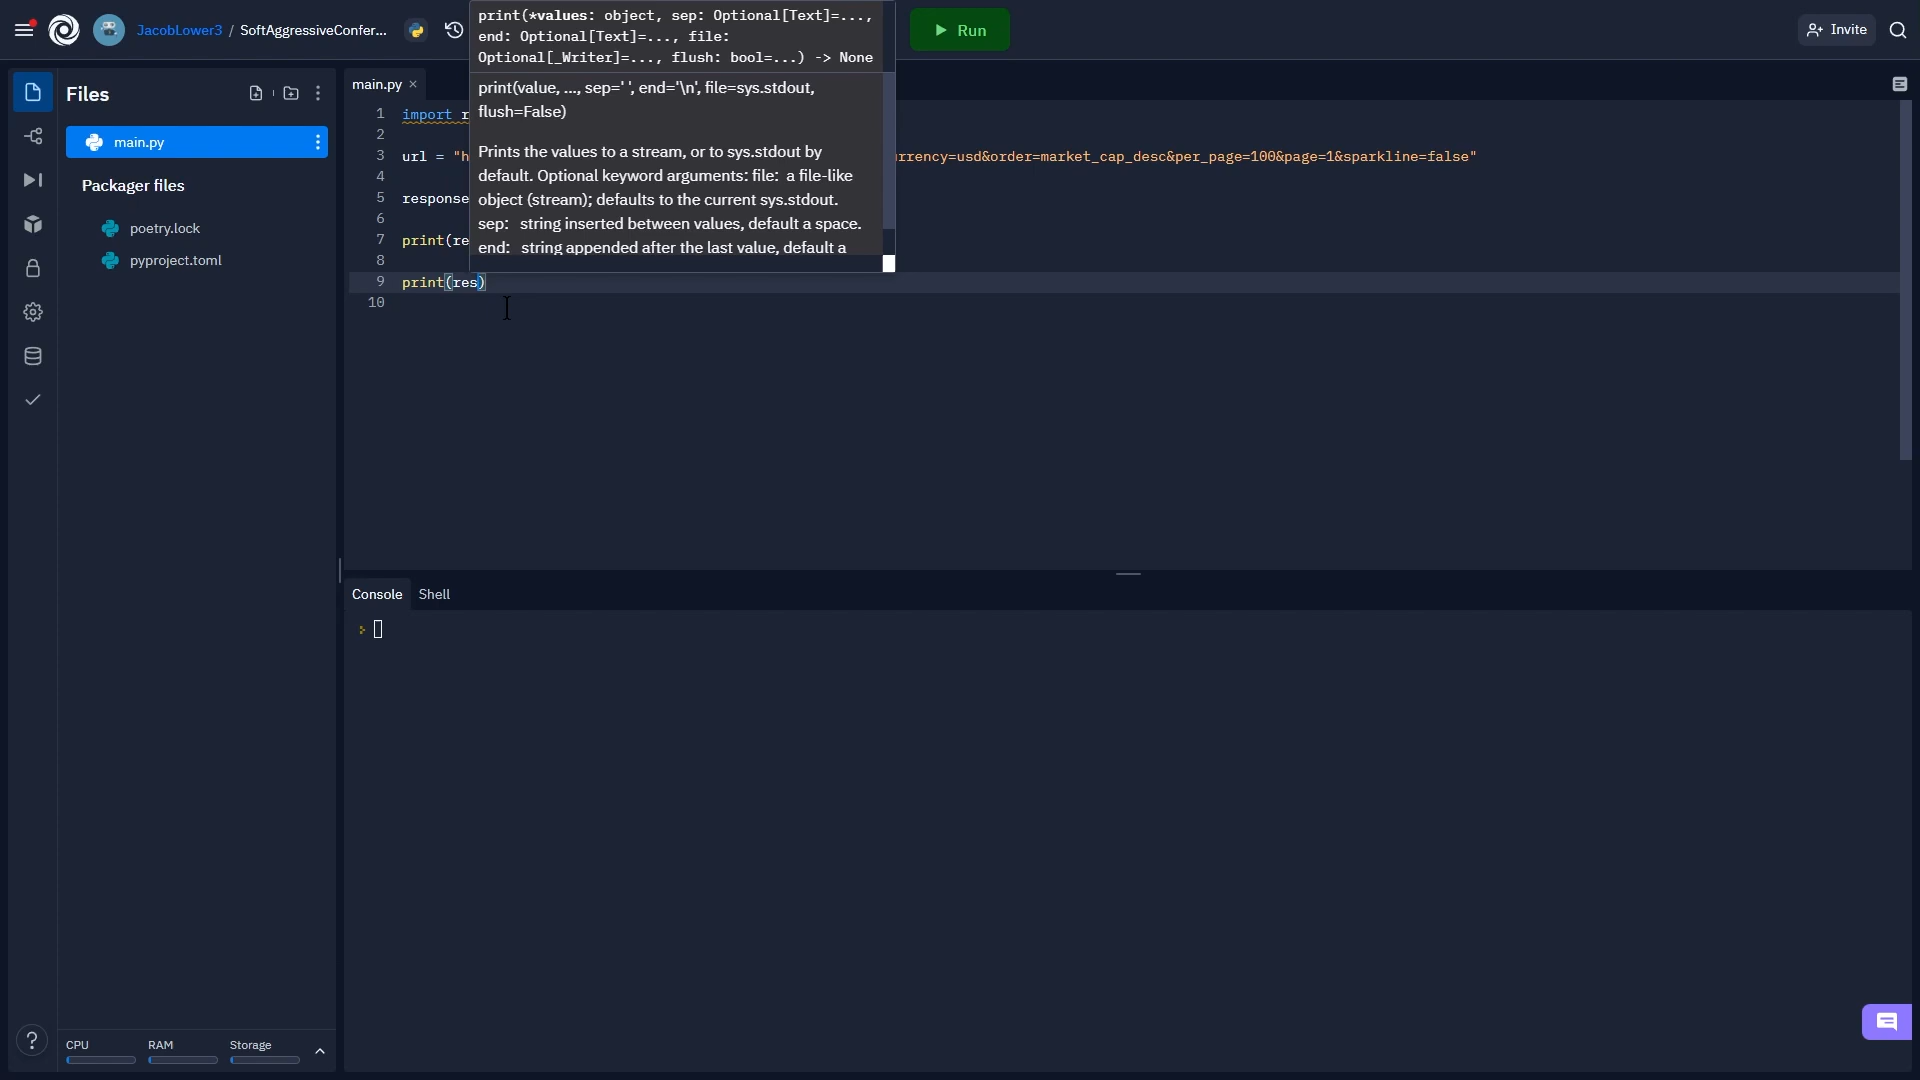 JacobLower3 / SoftAggressiveConfer...
Run
Invite
print(*values: object, sep: Optional[Text]=...,
end: Optional[Text]=..., file:
Optional[_Writer]=..., flush: bool=...) -> None
print(value, ..., sep=' ', end='\n', file=sys.stdout,
flush=False)
Prints the values to a stream, or to sys.stdout by
default. Optional keyword arguments: file: a file-like
object (stream); defaults to the current sys.stdout.
sep: string inserted between values, default a space.
end: string appended after the last value, default a
Files
main.py
Packager files
poetry.lock
pyproject.toml
main.py ×
1 import r
2
3 url = "h rrency=usd&order=market_cap_desc&per_page=100&page=1&sparkline=false"
4
5 response
6
7 print(re
8
9 print(res)
10
Console Shell
?
CPU RAM Storage